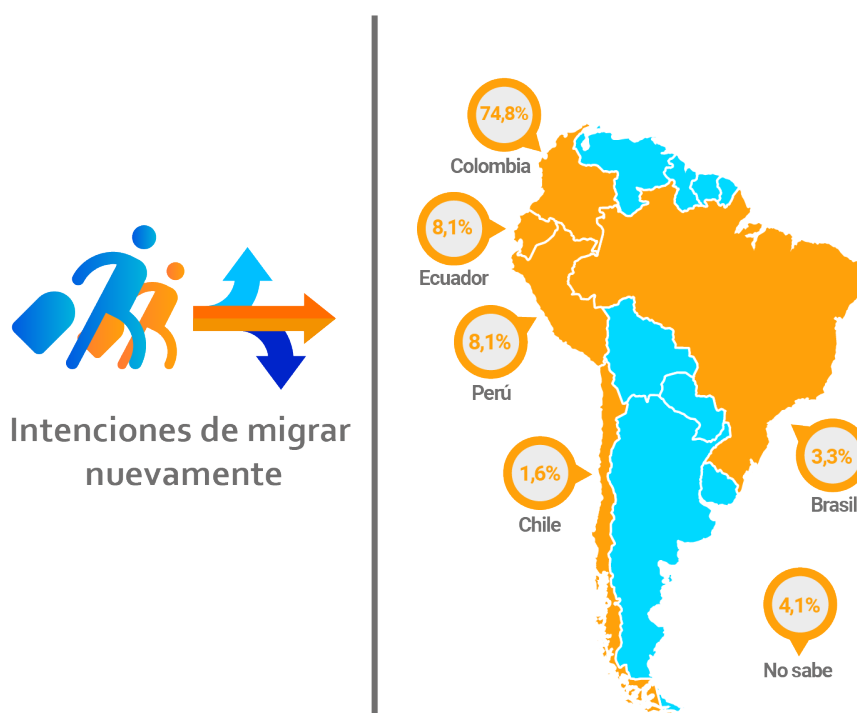 Intenciones de migrar
nuevamente
74,8%
Colombia
8,1%
Ecuador
8,1%
Perú
1,6%
Chile
3,3%
Brasil
4,1%
No sabe